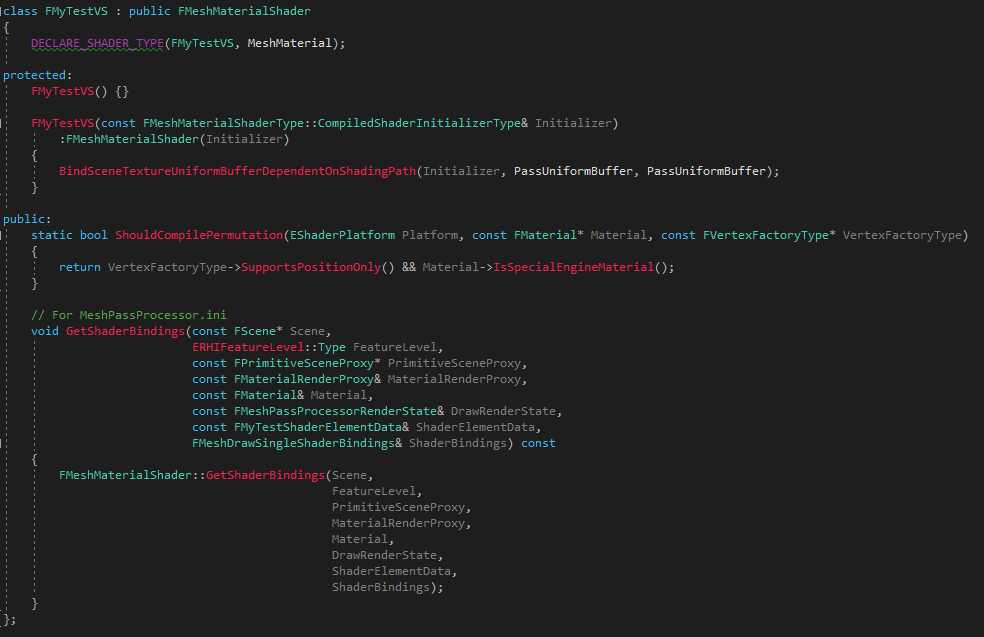 class FMyTestVS : public FMeshMaterialShader
{
DECLARE_SHADER_TYPE(FMyTestVS, MeshMaterial);
protected:
FMyTestVS() {}
FMyTestVS(const FMeshMaterialShaderType::CompiledShaderInitializerType& Initializer)
:FMeshMaterialShader(Initializer)
{
BindSceneTextureUniformBufferDependentOnShadingPath(Initializer, PassUniformBuffer, PassUniformBuffer);
}
public:
static bool ShouldCompilePermutation(EShaderPlatform Platform, const FMaterial* Material, const FVertexFactoryType* VertexFactoryType)
{
return VertexFactoryType->SupportsPositionOnly() && Material->IsSpecialEngineMaterial();
}
// For MeshPassProcessor.ini
void GetShaderBindings(const FScene* Scene,
ERHIFeatureLevel::Type FeatureLevel,
const FPrimitiveSceneProxy* PrimitiveSceneProxy,
const FMaterialRenderProxy& MaterialRenderProxy,
const FMaterial& Material,
const FMeshPassProcessorRenderState& DrawRenderState,
const FMyTestShaderElementData& ShaderElementData,
FMeshDrawSingleShaderBindings& ShaderBindings) const
{
FMeshMaterialShader::GetShaderBindings(Scene,
FeatureLevel,
PrimitiveSceneProxy,
MaterialRenderProxy,
Material,
DrawRenderState,
ShaderElementData,
ShaderBindings);
}
};